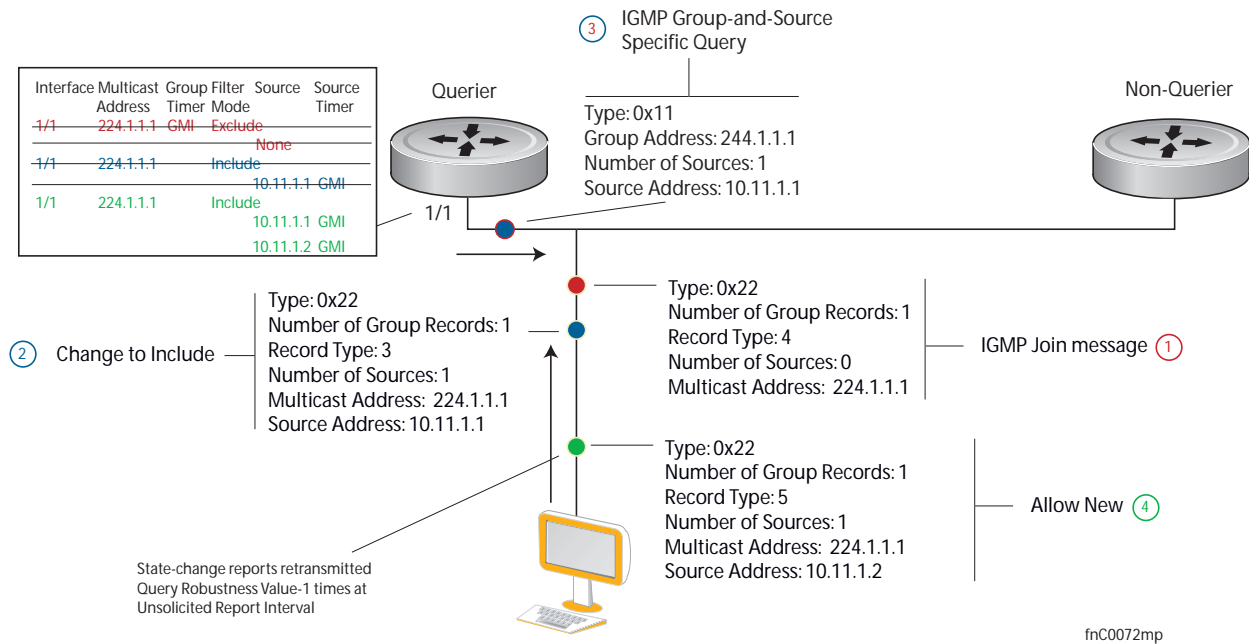 3
IGMP Group-and-Source
Specific Query
Interface Multicast Group Filter Source Source
Address Timer Mode Timer
1/1 224.1.1.1 GMI Exclude
None
1/1 224.1.1.1 Include
10.11.1.1 GMI
1/1 224.1.1.1 Include
10.11.1.1 GMI
10.11.1.2 GMI
Querier
1/1
Type: 0x11
Group Address: 244.1.1.1
Number of Sources: 1
Source Address: 10.11.1.1
Non-Querier
2 Change to Include
Type: 0x22
Number of Group Records: 1
Record Type: 3
Number of Sources: 1
Multicast Address: 224.1.1.1
Source Address: 10.11.1.1
Type: 0x22
Number of Group Records: 1
Record Type: 4
Number of Sources: 0
Multicast Address: 224.1.1.1
IGMP Join message 1
Type: 0x22
Number of Group Records: 1
Record Type: 5
Number of Sources: 1
Multicast Address: 224.1.1.1
Source Address: 10.11.1.2
Allow New 4
State-change reports retransmitted
Query Robustness Value-1 times at
Unsolicited Report Interval
fnC0072mp